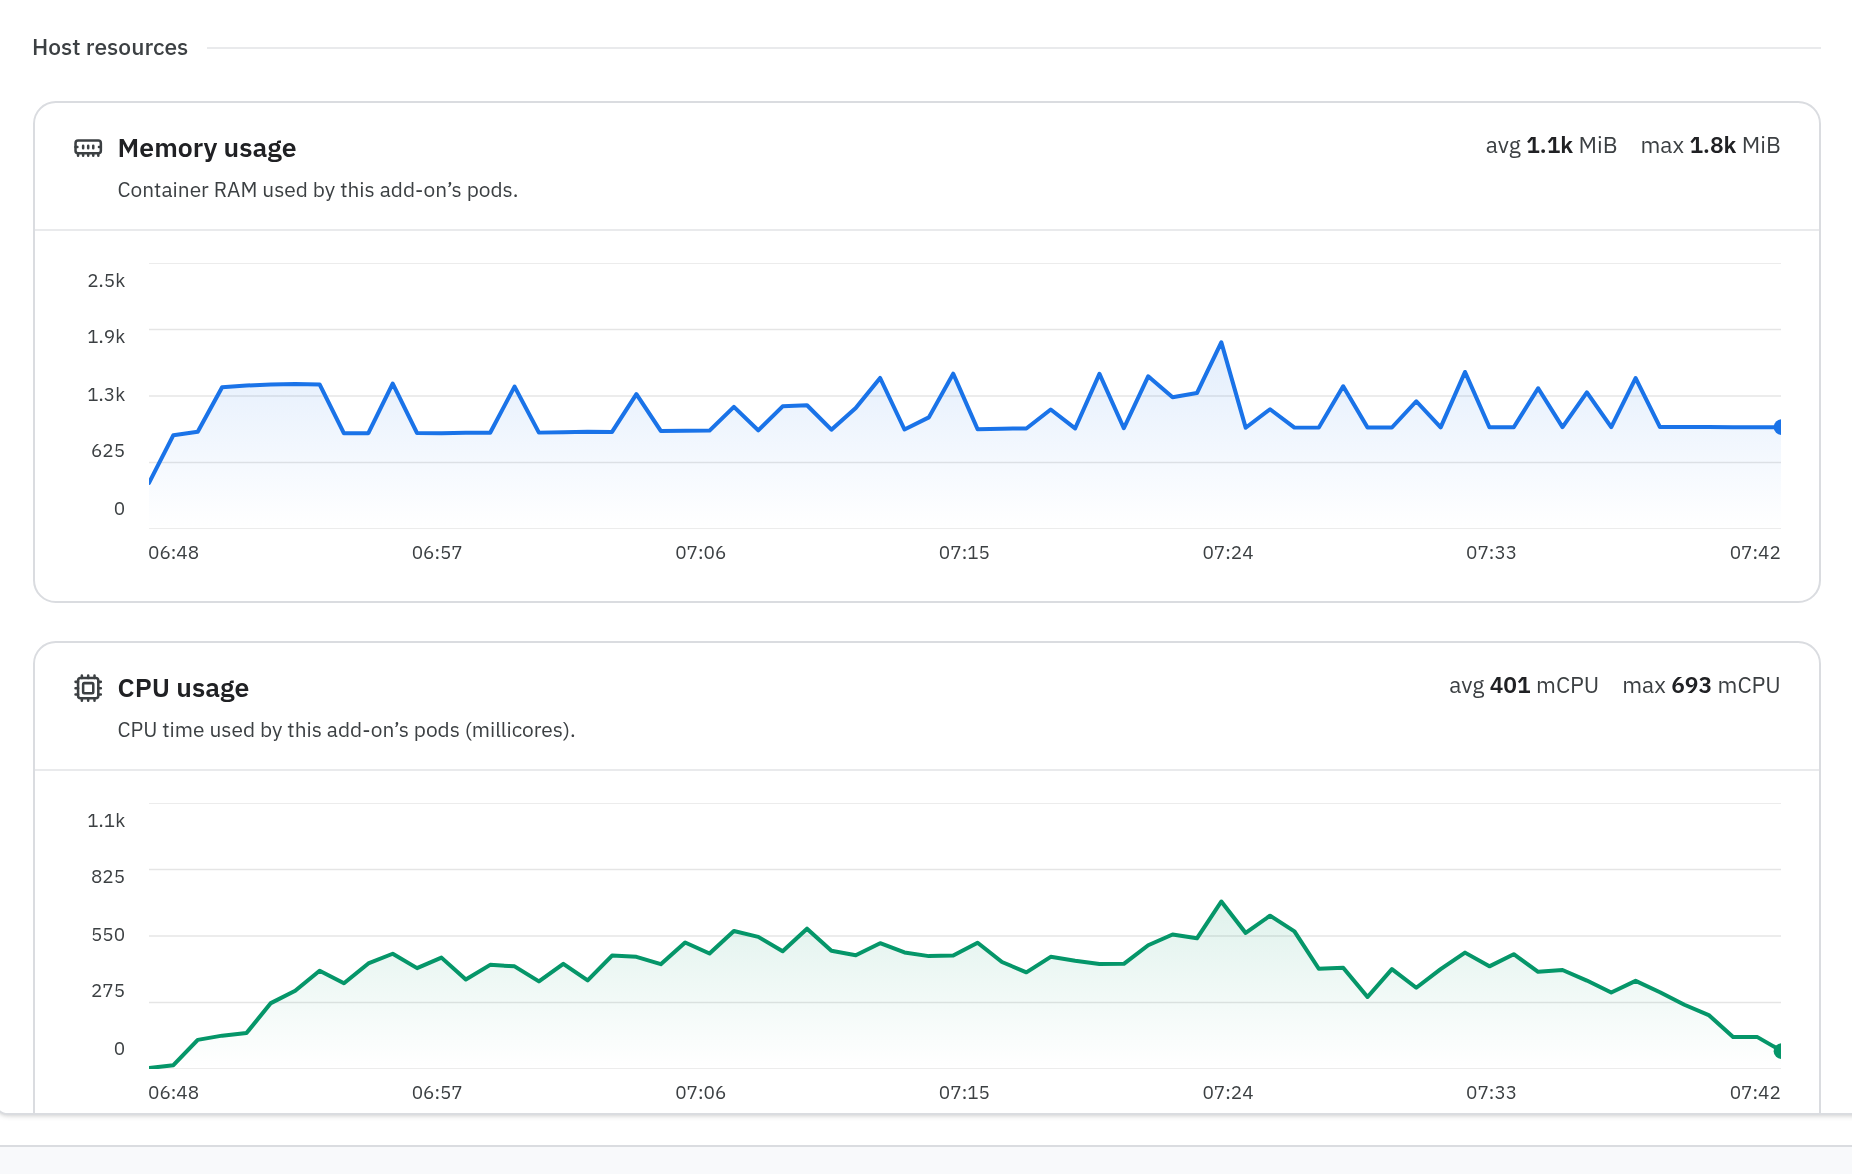 Host resources
Memory usage
avg 1.1k MiB max 1.8k MiB
Container RAM used by this add-on’s pods.
2.5k
1.9k
1.3k
625
0
06:48 06:57 07:06 07:15 07:24 07:33 07:42
CPU usage
avg 401 mCPU max 693 mCPU
CPU time used by this add-on’s pods (millicores).
1.1k
825
550
275
0
06:48 06:57 07:06 07:15 07:24 07:33 07:42